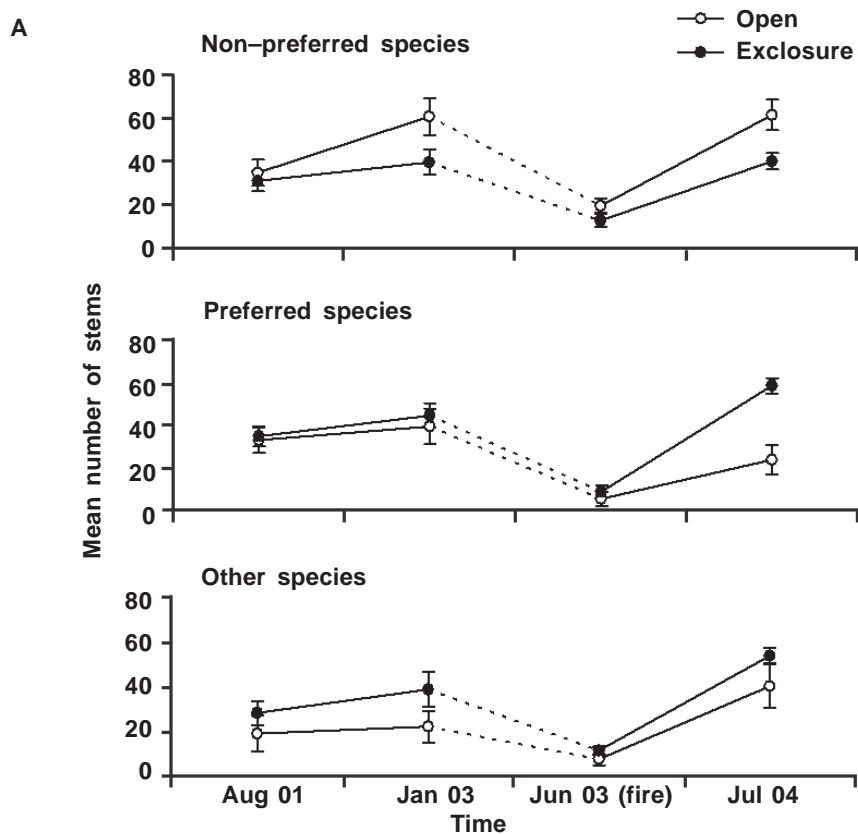 A
Open
Exclosure
Non–preferred species
80
60
40
20
0
Preferred species
80
60
40
20
0
Other species
80
60
40
20
0
Mean number of stems
Aug 01 Jan 03 Jun 03 (fire) Jul 04
Time